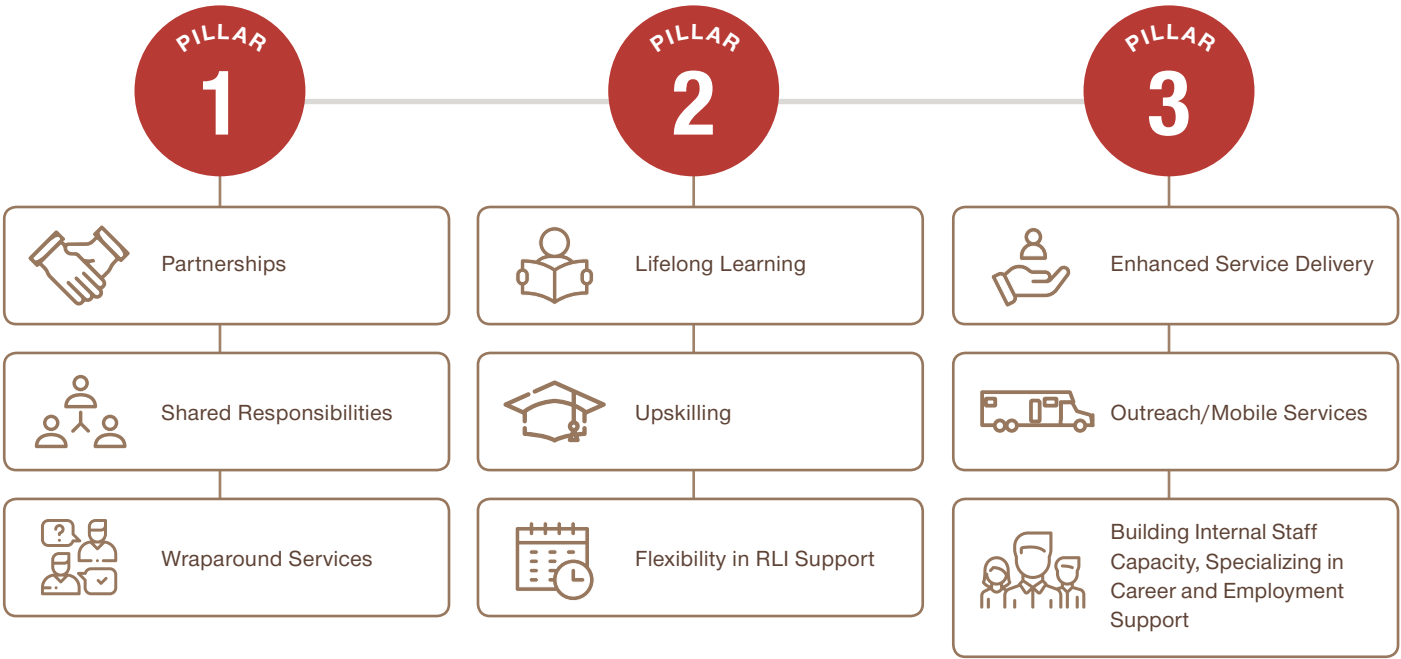 PILLAR
1
Partnerships
Shared Responsibilities
?
Wraparound Services
PILLAR
2
Lifelong Learning
Upskilling
Flexibility in RLI Support
PILLAR
3
Enhanced Service Delivery
Outreach/Mobile Services
Building Internal Staff
Capacity, Specializing in
Career and Employment
Support